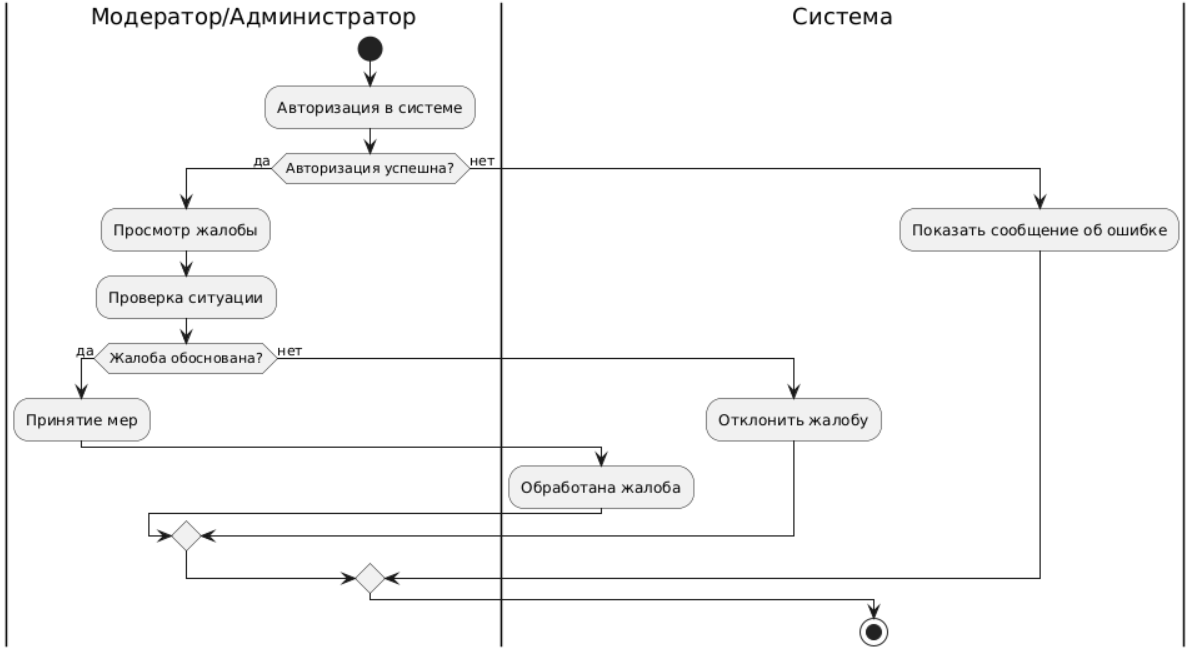 Модератор/Администратор
Система
Авторизация в системе
да
Авторизация успешна?
нет
Просмотр жалобы
Показать сообщение об ошибке
Проверка ситуации
да
Жалоба обоснована?
нет
Принятие мер
Отклонить жалобу
Обработана жалоба